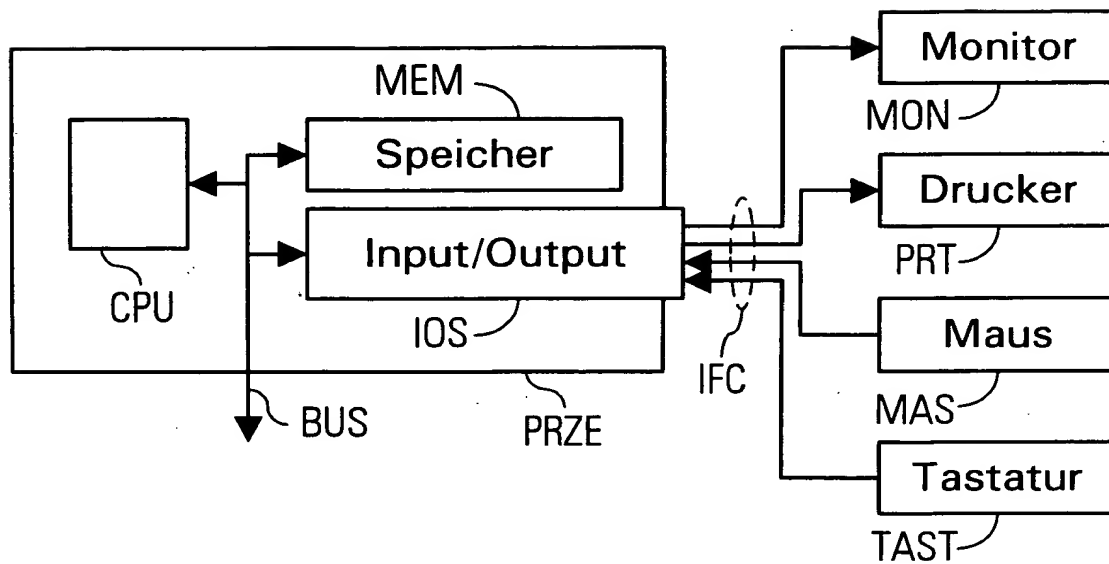 Monitor
MEM
MON
Speicher
Drucker
Input/Output
PRT
CPU
IOS
Maus
IFC
BUS
PRZE
MAS
Tastatur
TAST